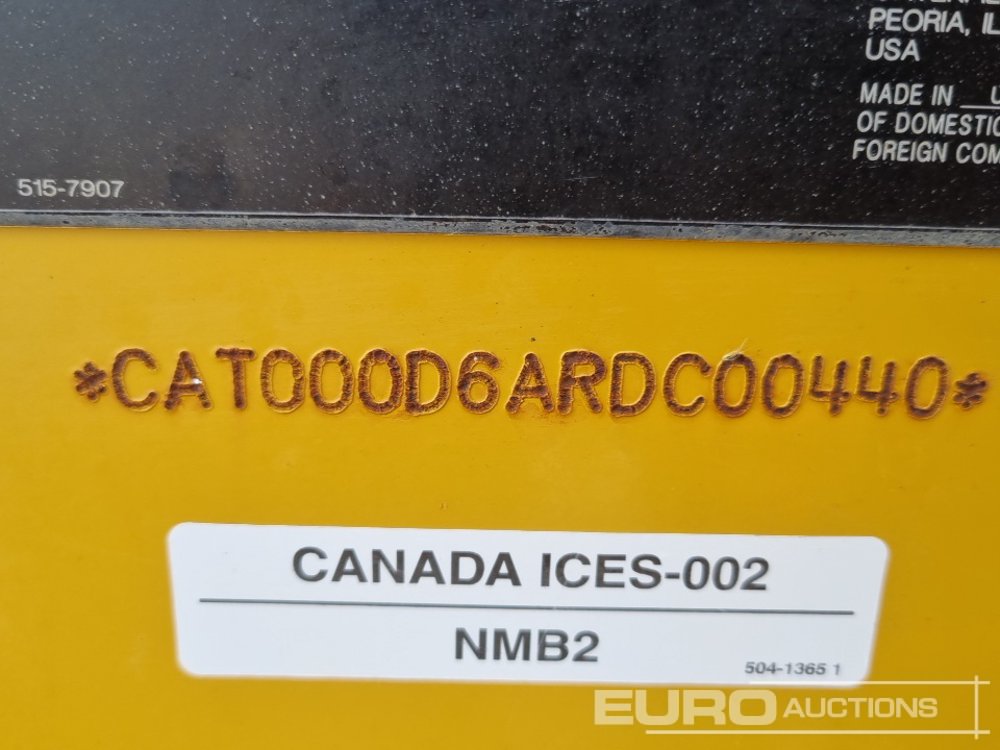 PEORIA, IL
USA
MADE IN
OF DOMESTIC
FOREIGN COM
515-7907
*CAT000D6ARDC00440*
CANADA ICES-002
NMB2
504-1365 1
EURO AUCTIONS